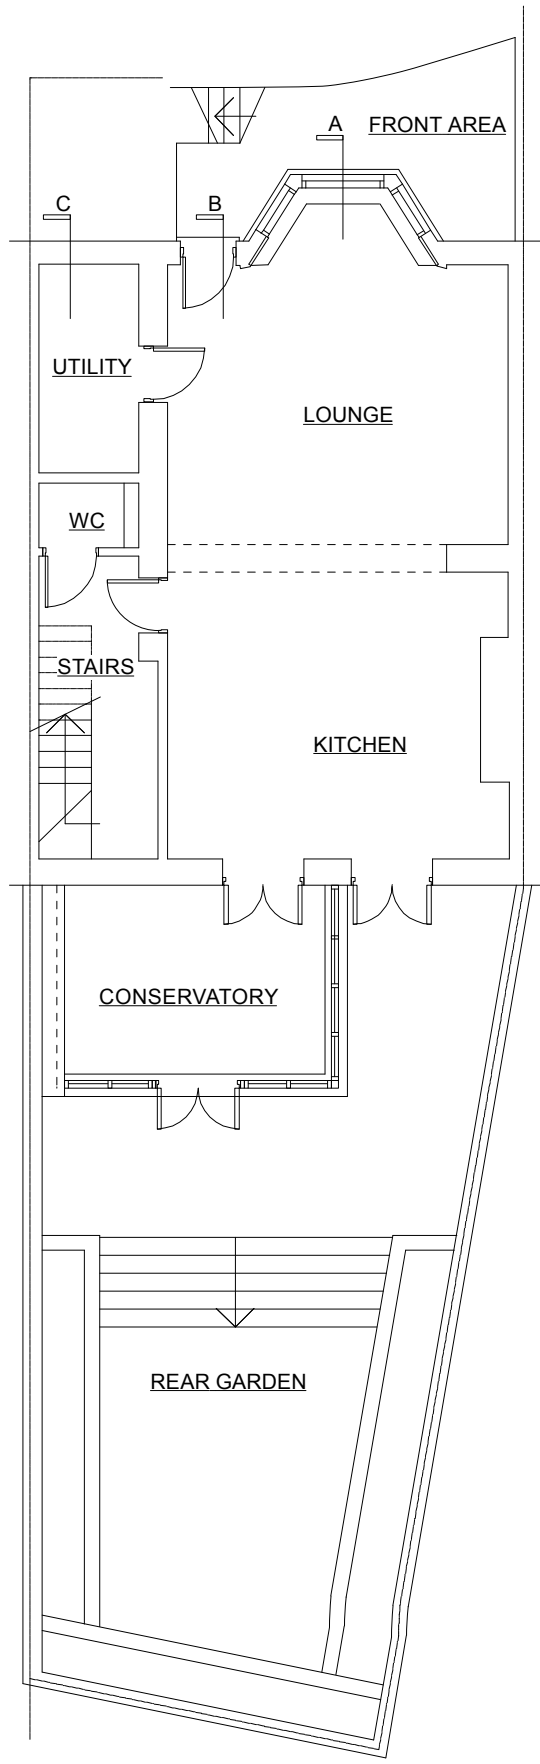 A
FRONT AREA
C
B
UTILITY
LOUNGE
WC
STAIRS
KITCHEN
CONSERVATORY
REAR GARDEN